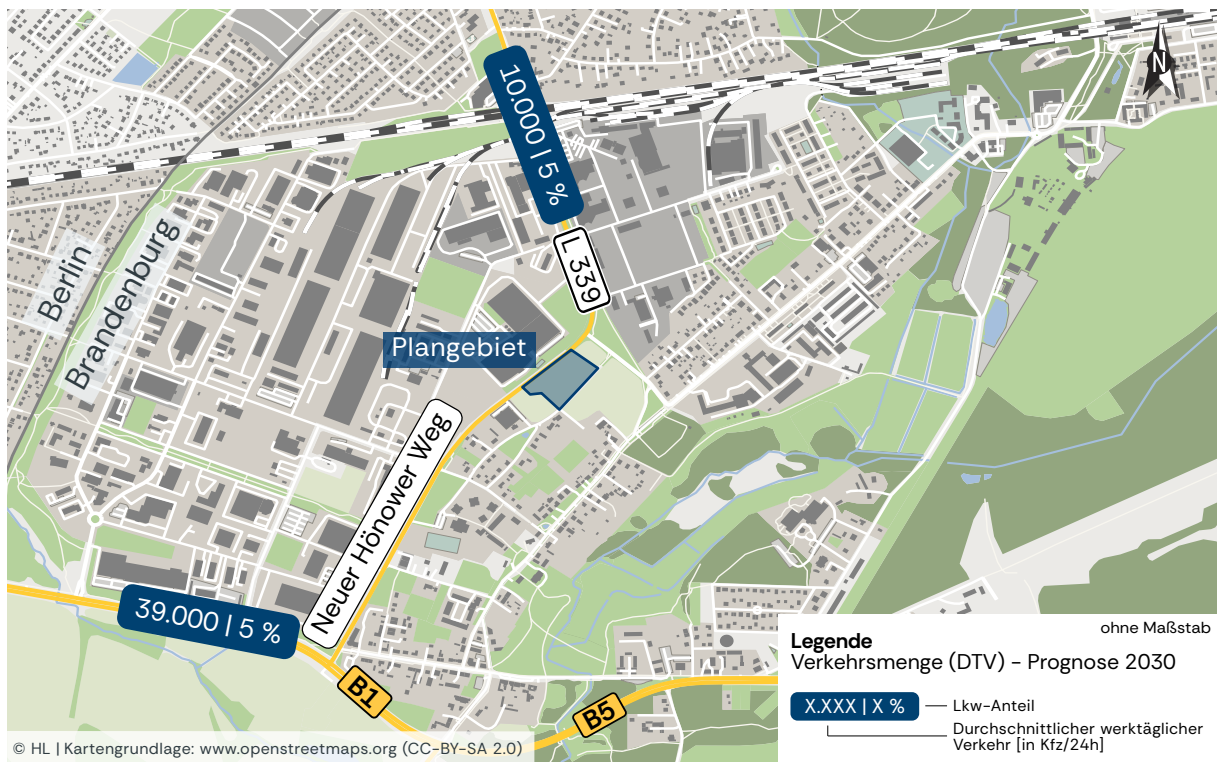 10.000 | 5 %
N
L 339
Berlin
Brandenburg
Plangebiet
Neuer Hönower Weg
39.000 | 5 %
B1
B5
ohne Maßstab
Legende
Verkehrsmenge (DTV) - Prognose 2030
X.XXX | X %
Lkw-Anteil
Durchschnittlicher werktäglicher
Verkehr [in Kfz/24h]
© HL | Kartengrundlage: www.openstreetmaps.org (CC-BY-SA 2.0)